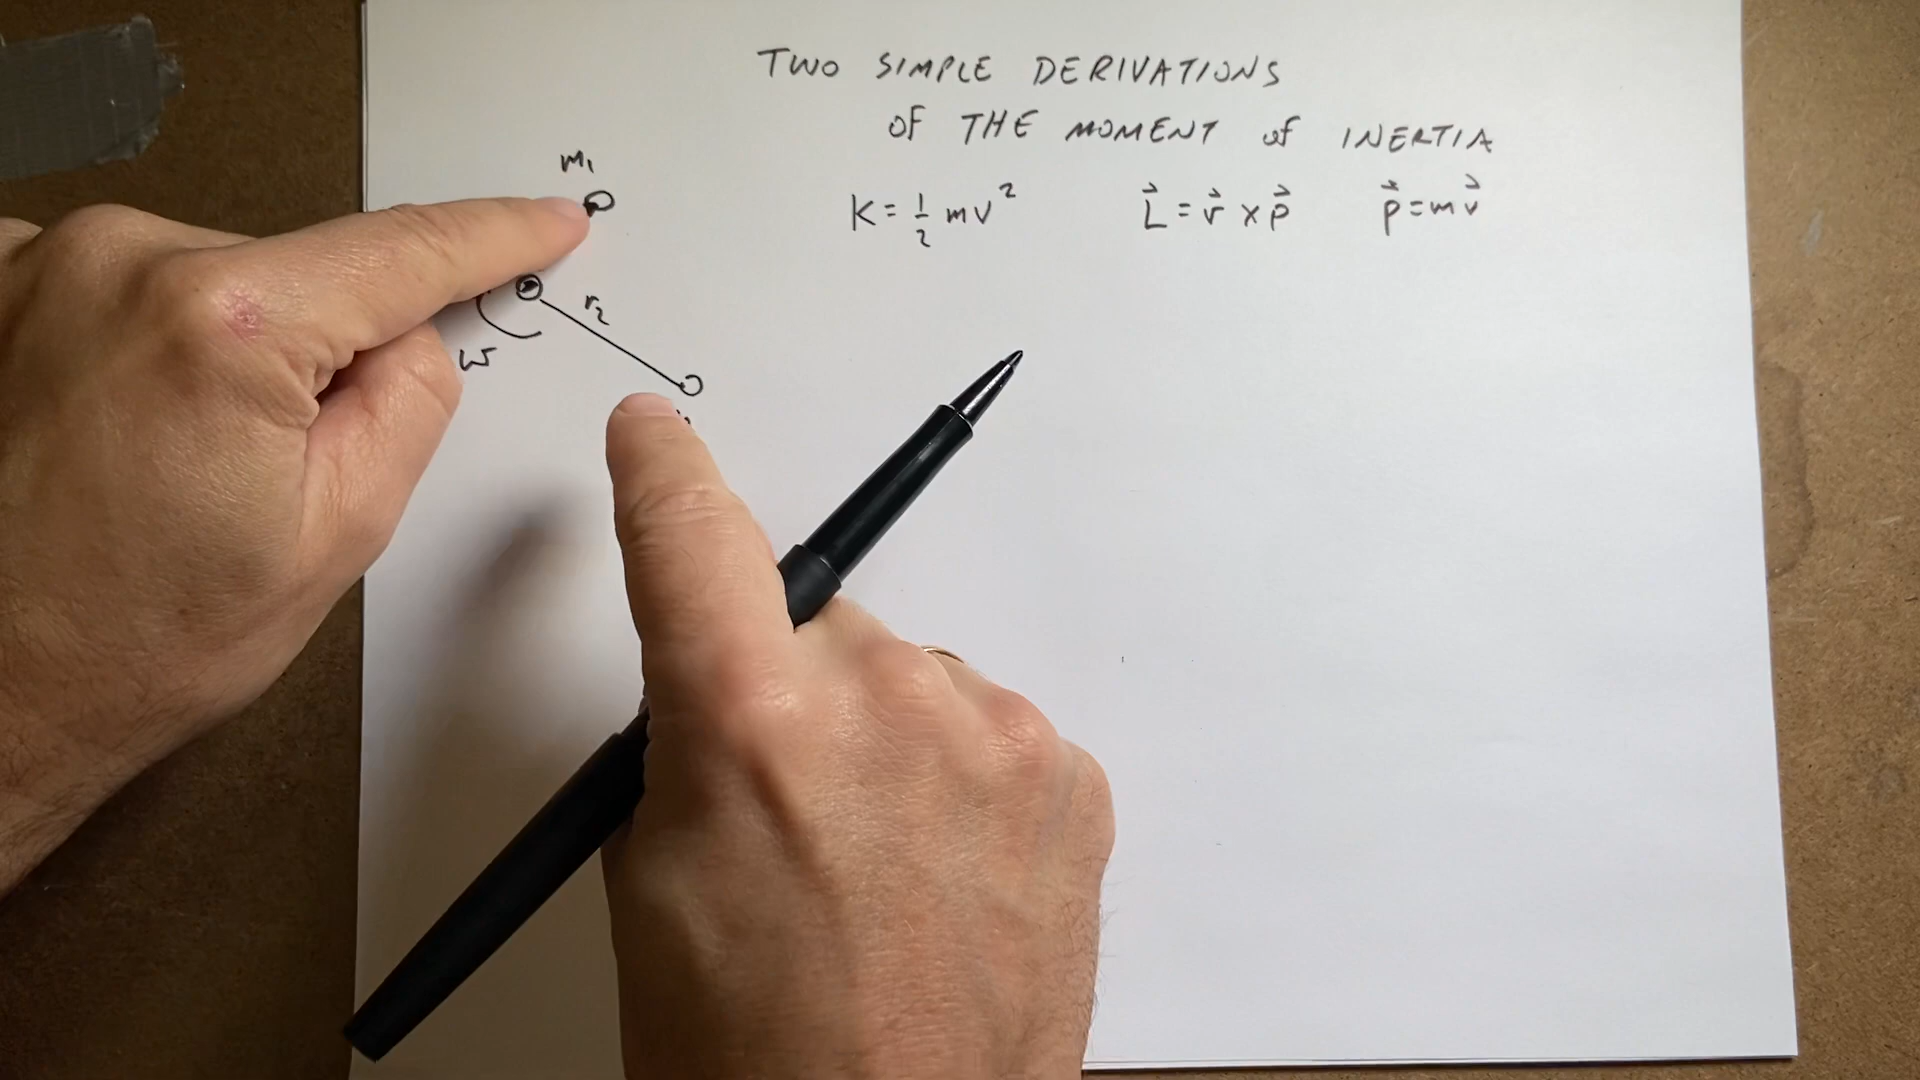 TWO SIMPLE DERIVATIONS
OF THE MOMENT of INERTIA
m₁
K = ½ mv² L⃗ = r⃗ × p⃗ p⃗ = mv⃗
r₂
ω